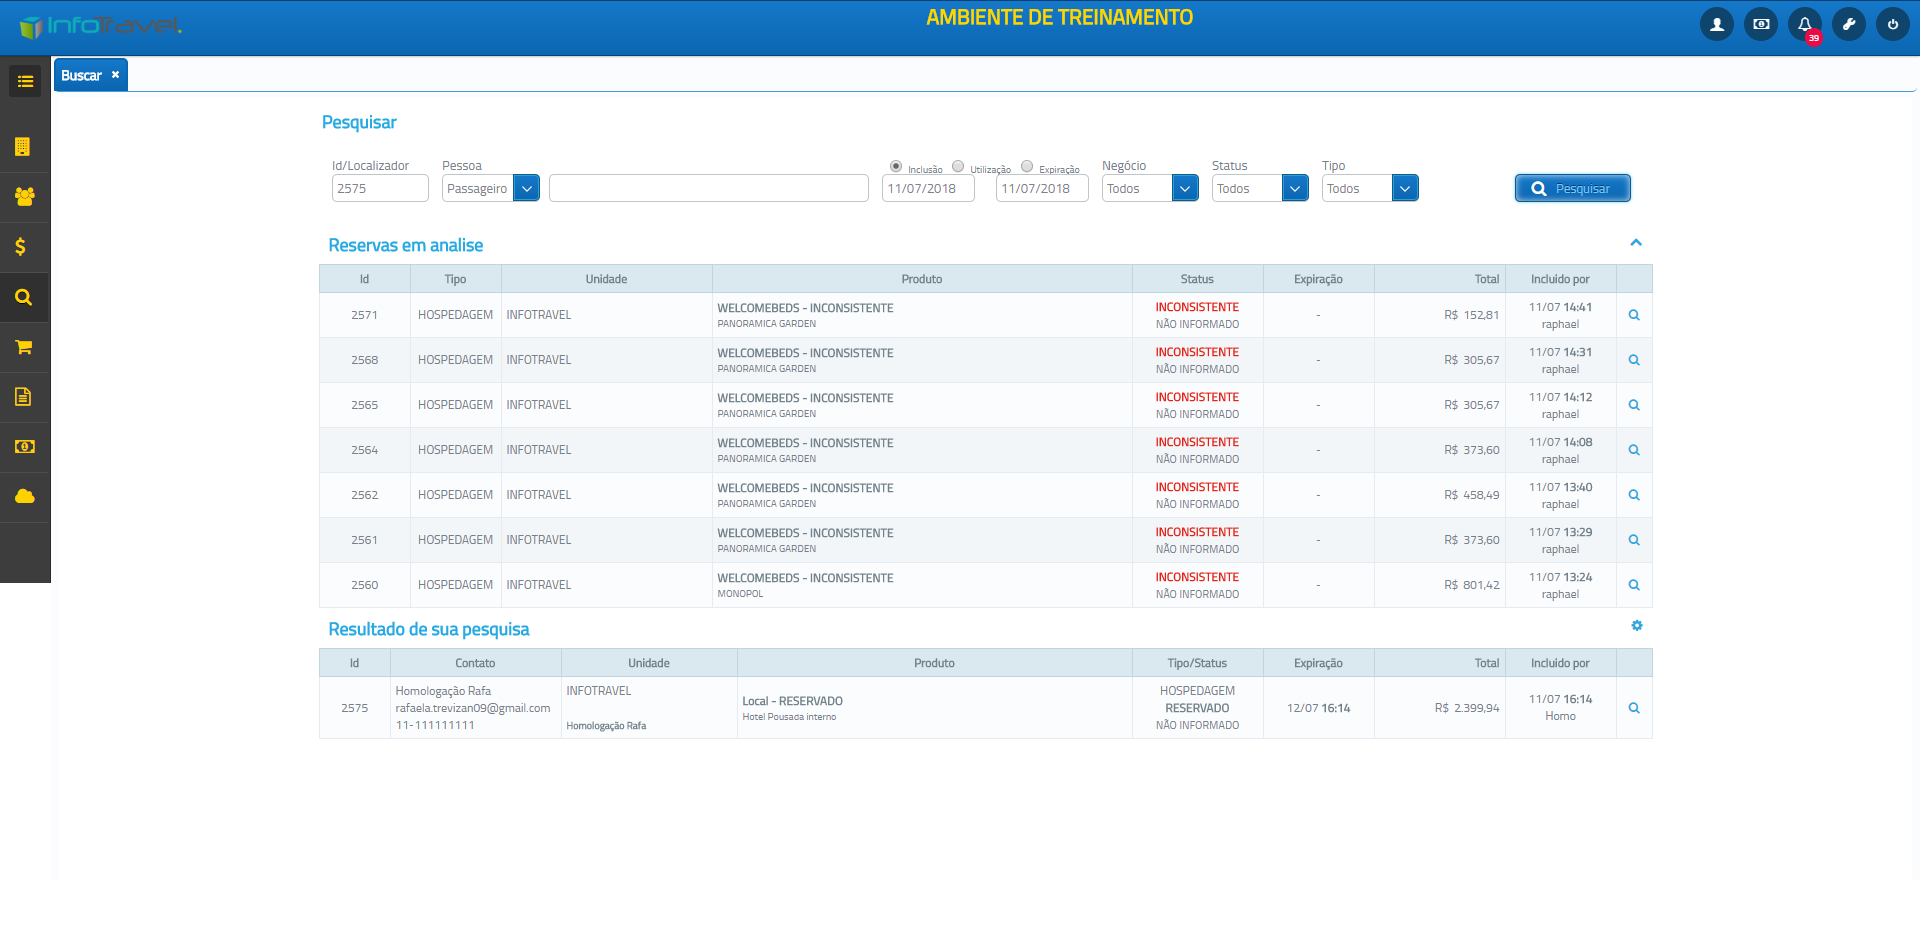 InfoTravel.
AMBIENTE DE TREINAMENTO
39
Buscar
Pesquisar
Id/Localizador Pessoa Inclusão Utilização Expiração Negócio Status Tipo
2575 Passageiro 11/07/2018 11/07/2018 Todos Todos Todos Pesquisar
Reservas em analise
Id Tipo Unidade Produto Status Expiração Total Incluido por
2571 HOSPEDAGEM INFOTRAVEL WELCOMEBEDS - INCONSISTENTE INCONSISTENTE - R$ 152,81 11/07 14:41
PANORAMICA GARDEN NÃO INFORMADO raphael
2568 HOSPEDAGEM INFOTRAVEL WELCOMEBEDS - INCONSISTENTE INCONSISTENTE - R$ 305,67 11/07 14:31
PANORAMICA GARDEN NÃO INFORMADO raphael
2565 HOSPEDAGEM INFOTRAVEL WELCOMEBEDS - INCONSISTENTE INCONSISTENTE - R$ 305,67 11/07 14:12
PANORAMICA GARDEN NÃO INFORMADO raphael
2564 HOSPEDAGEM INFOTRAVEL WELCOMEBEDS - INCONSISTENTE INCONSISTENTE - R$ 373,60 11/07 14:08
PANORAMICA GARDEN NÃO INFORMADO raphael
2562 HOSPEDAGEM INFOTRAVEL WELCOMEBEDS - INCONSISTENTE INCONSISTENTE - R$ 458,49 11/07 13:40
PANORAMICA GARDEN NÃO INFORMADO raphael
2561 HOSPEDAGEM INFOTRAVEL WELCOMEBEDS - INCONSISTENTE INCONSISTENTE - R$ 373,60 11/07 13:29
PANORAMICA GARDEN NÃO INFORMADO raphael
2560 HOSPEDAGEM INFOTRAVEL WELCOMEBEDS - INCONSISTENTE INCONSISTENTE - R$ 801,42 11/07 13:24
MONOPOL NÃO INFORMADO raphael
Resultado de sua pesquisa
Id Contato Unidade Produto Tipo/Status Expiração Total Incluido por
Homologação Rafa INFOTRAVEL HOSPEDAGEM
2575 rafaela.trevizan09@gmail.com Local - RESERVADO RESERVADO 12/07 16:14 R$ 2.399,94 11/07 16:14
Hotel Pousada interno Homo
11-111111111 Homologação Rafa NÃO INFORMADO